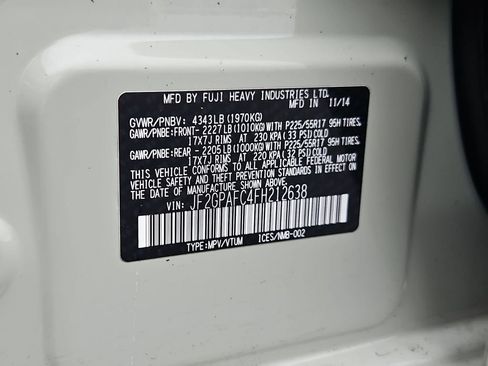 MFD BY FUJI HEAVY INDUSTRIES LTD.
IN 11/14
GVWR/PNBV: 4343LB (1970KG)
GAWR/PNBE:FRONT- 2227LB(1010KG)WITH P225/55R17 95H TIRES.
17X7J RIMS AT 230 KPA( 33 PSI)COLD
GAWR/PNBE:REAR - 2205LB(1000KG)WITH P225/55R17 95H TIRES.
17X7J RIMS AT 220 KPA( 32 PSI)COLD
THIS VEHICLE CONFORMS TO ALL APPLICABLE FEDERAL
MOTOR VEHICLE SAFETY AND THEFT PREVENTION
STANDARDS IN EFFECT ON THE DATE OF MANUFACTURE
SHOWN ABOVE.
VIN: JF2GPAFC4FH212638
TYPE:MPV/VTUM ICES/NMB-002